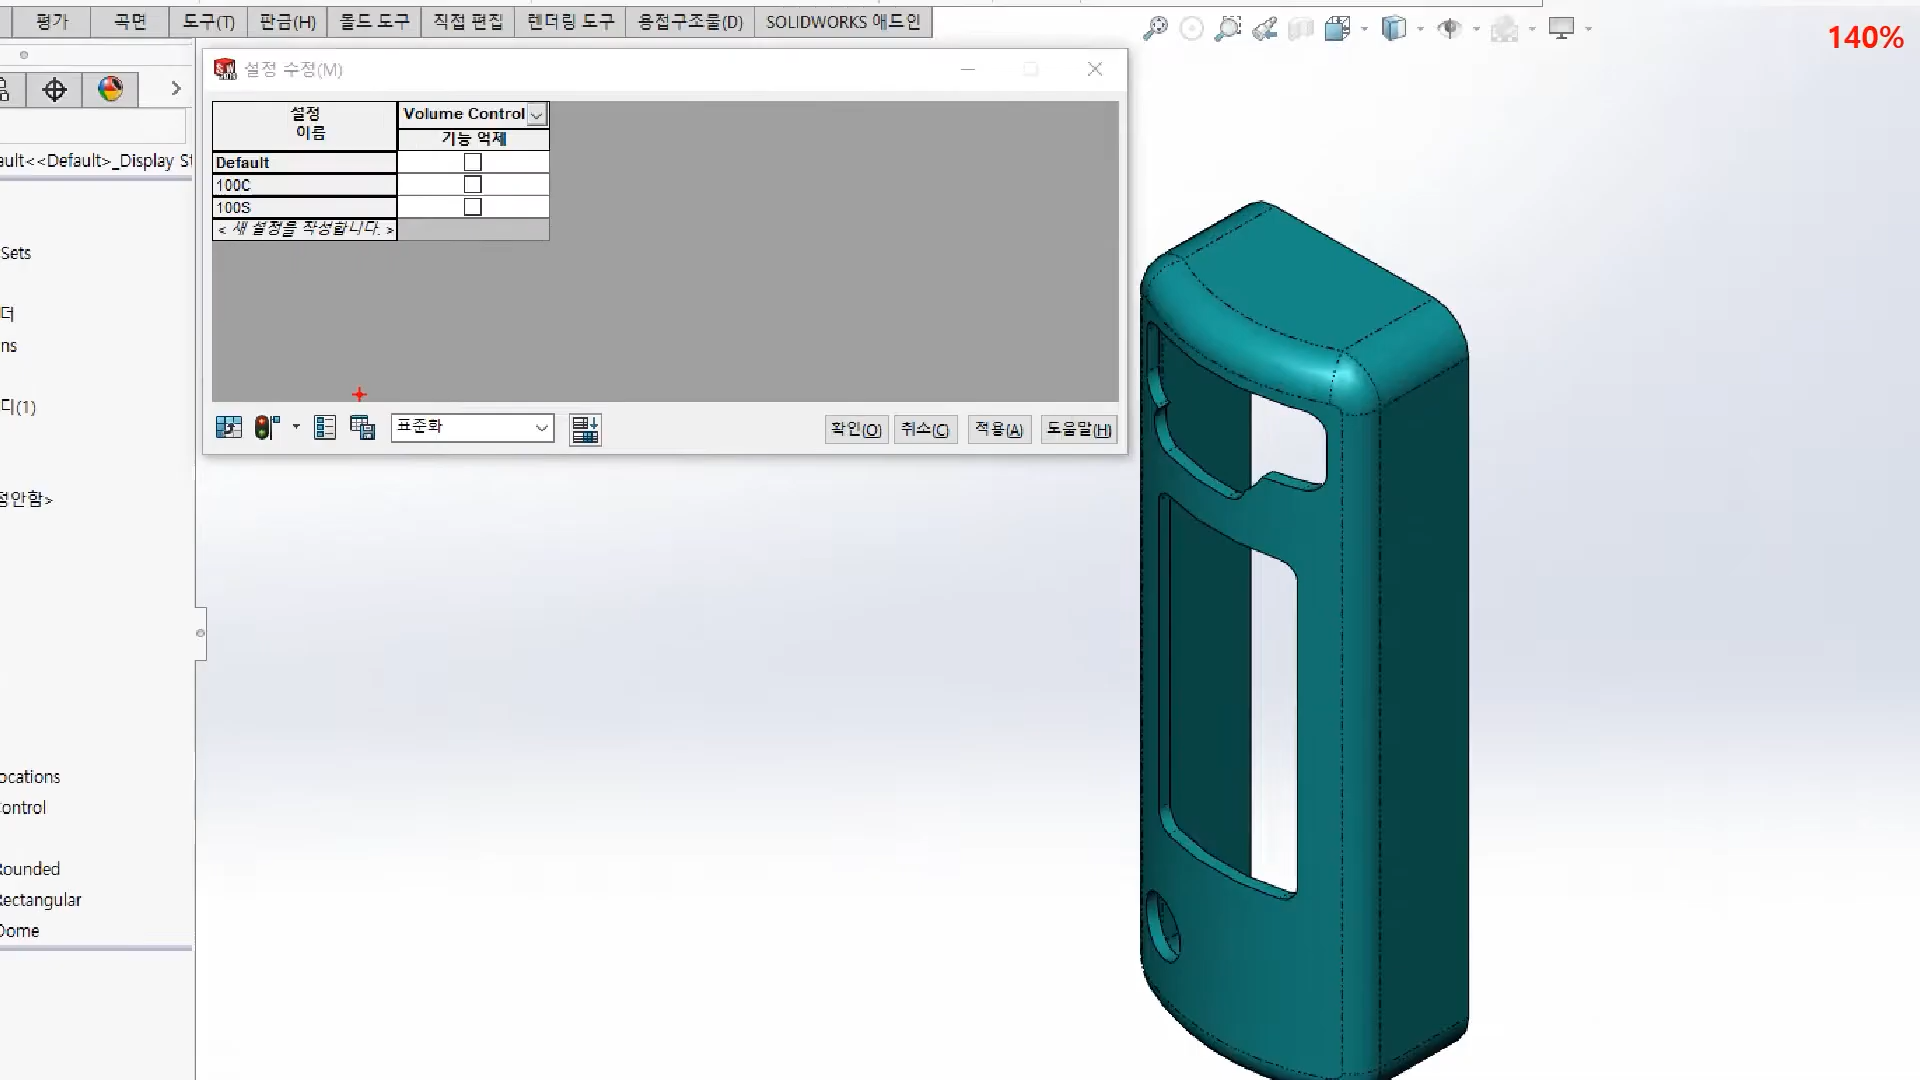 평가 곡면 도구(T) 판금(H) 몰드 도구 직접 편집 렌더링 도구 용접구조물(D) SOLIDWORKS 애드인
140%
설정 수정(M)
설정
이름
Volume Control
기능 억제
Default
100C
100S
< 새 설정을 작성합니다. >
표준화
확인(O) 취소(C) 적용(A) 도움말(H)
ault<<Default>_Display St
Sets
더
ns
디(1)
정안함>
ocations
ontrol
Rounded
Rectangular
Dome